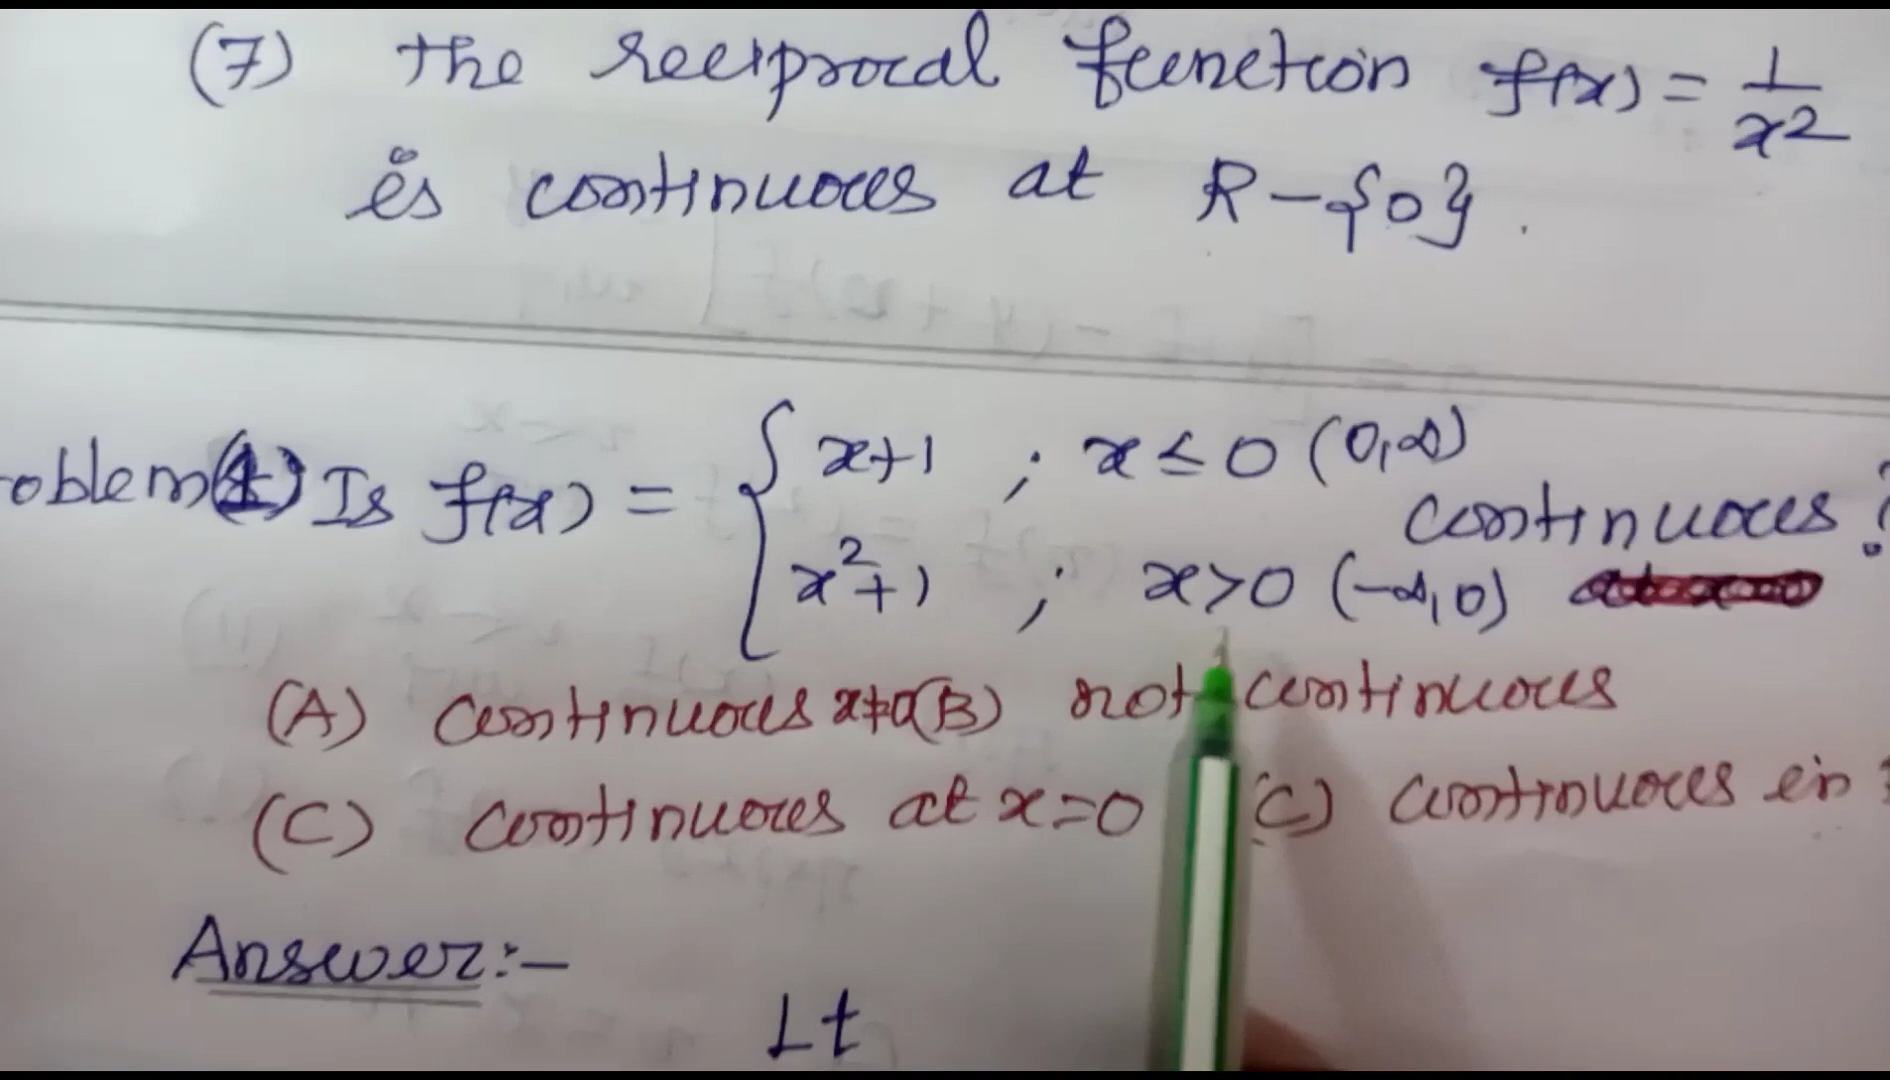 (7) the reciprocal function f(x) = 1/x²
is continuous at R-{0}.
oblem(1) Is f(x) = { x+1 ; x≤0 (0,∞)
continuous?
x²+1 ; x>0 (-∞,0)
(A) continuous x≠0 (B) not continuous
(C) continuous at x=0 (C) continuous in
Answer:-
Lt